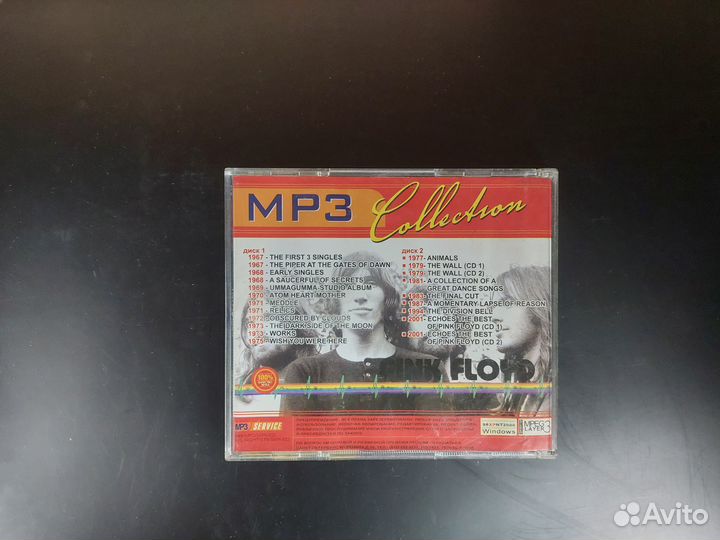 MP3 Collection
диск 1
1967 - THE FIRST 3 SINGLES
1967 - THE PIPER AT THE GATES OF DAWN
1968 - EARLY SINGLES
1968 - A SAUCERFUL OF SECRETS
1969 - UMMAGUMMA-STUDIO ALBUM
1970 - ATOM HEART MOTHER
1971 - MEDDLE
1971 - RELICS
1972 - OBSCURED BY CLOUDS
1973 - THE DARK SIDE OF THE MOON
1973 - WORKS
1975 - WISH YOU WERE HERE
диск 2
1977- ANIMALS
1979- THE WALL (CD 1)
1979- THE WALL (CD 2)
1981- A COLLECTION OF A
GREAT DANCE SONGS
1983- THE FINAL CUT
1987- A MOMENTARY LAPSE OF REASON
1994- THE DIVISION BELL
2001- ECHOES THE BEST
OF PINK FLOYD (CD 1)
2001- ECHOES THE BEST
OF PINK FLOYD (CD 2)
PINK FLOYD
100%
MP3 SERVICE
Windows
MPEG
LAYER 3
Avito